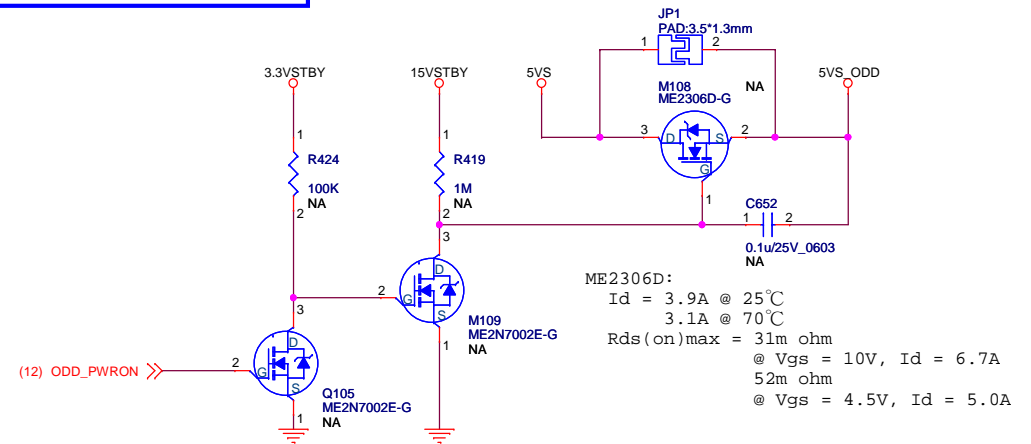 JP1
PAD:3.5*1.3mm
1
2
3.3VSTBY
15VSTBY
5VS
5VS_ODD
M108
ME2306D-G
NA
1
R424
100K
NA
2
1
R419
1M
NA
2
3
D
S
2
G
1
C652
1
2
0.1u/25V_0603
NA
3
D
2
G
S
1
M109
ME2N7002E-G
NA
3
D
(12) ODD_PWRON
2
G
S
1
Q105
ME2N7002E-G
NA
ME2306D:
Id = 3.9A @ 25℃
3.1A @ 70℃
Rds(on)max = 31m ohm
@ Vgs = 10V, Id = 6.7A
52m ohm
@ Vgs = 4.5V, Id = 5.0A